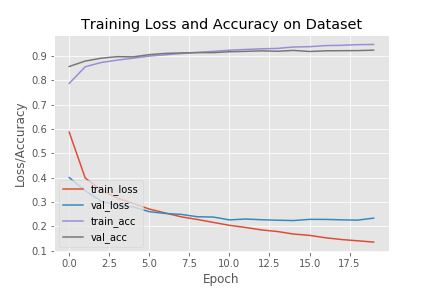 Training Loss and Accuracy on Dataset
Loss/Accuracy
0.9
0.8
0.7
0.6
0.5
0.4
0.3
0.2
0.1
train_loss
val_loss
train_acc
val_acc
0.0 2.5 5.0 7.5 10.0 12.5 15.0 17.5
Epoch